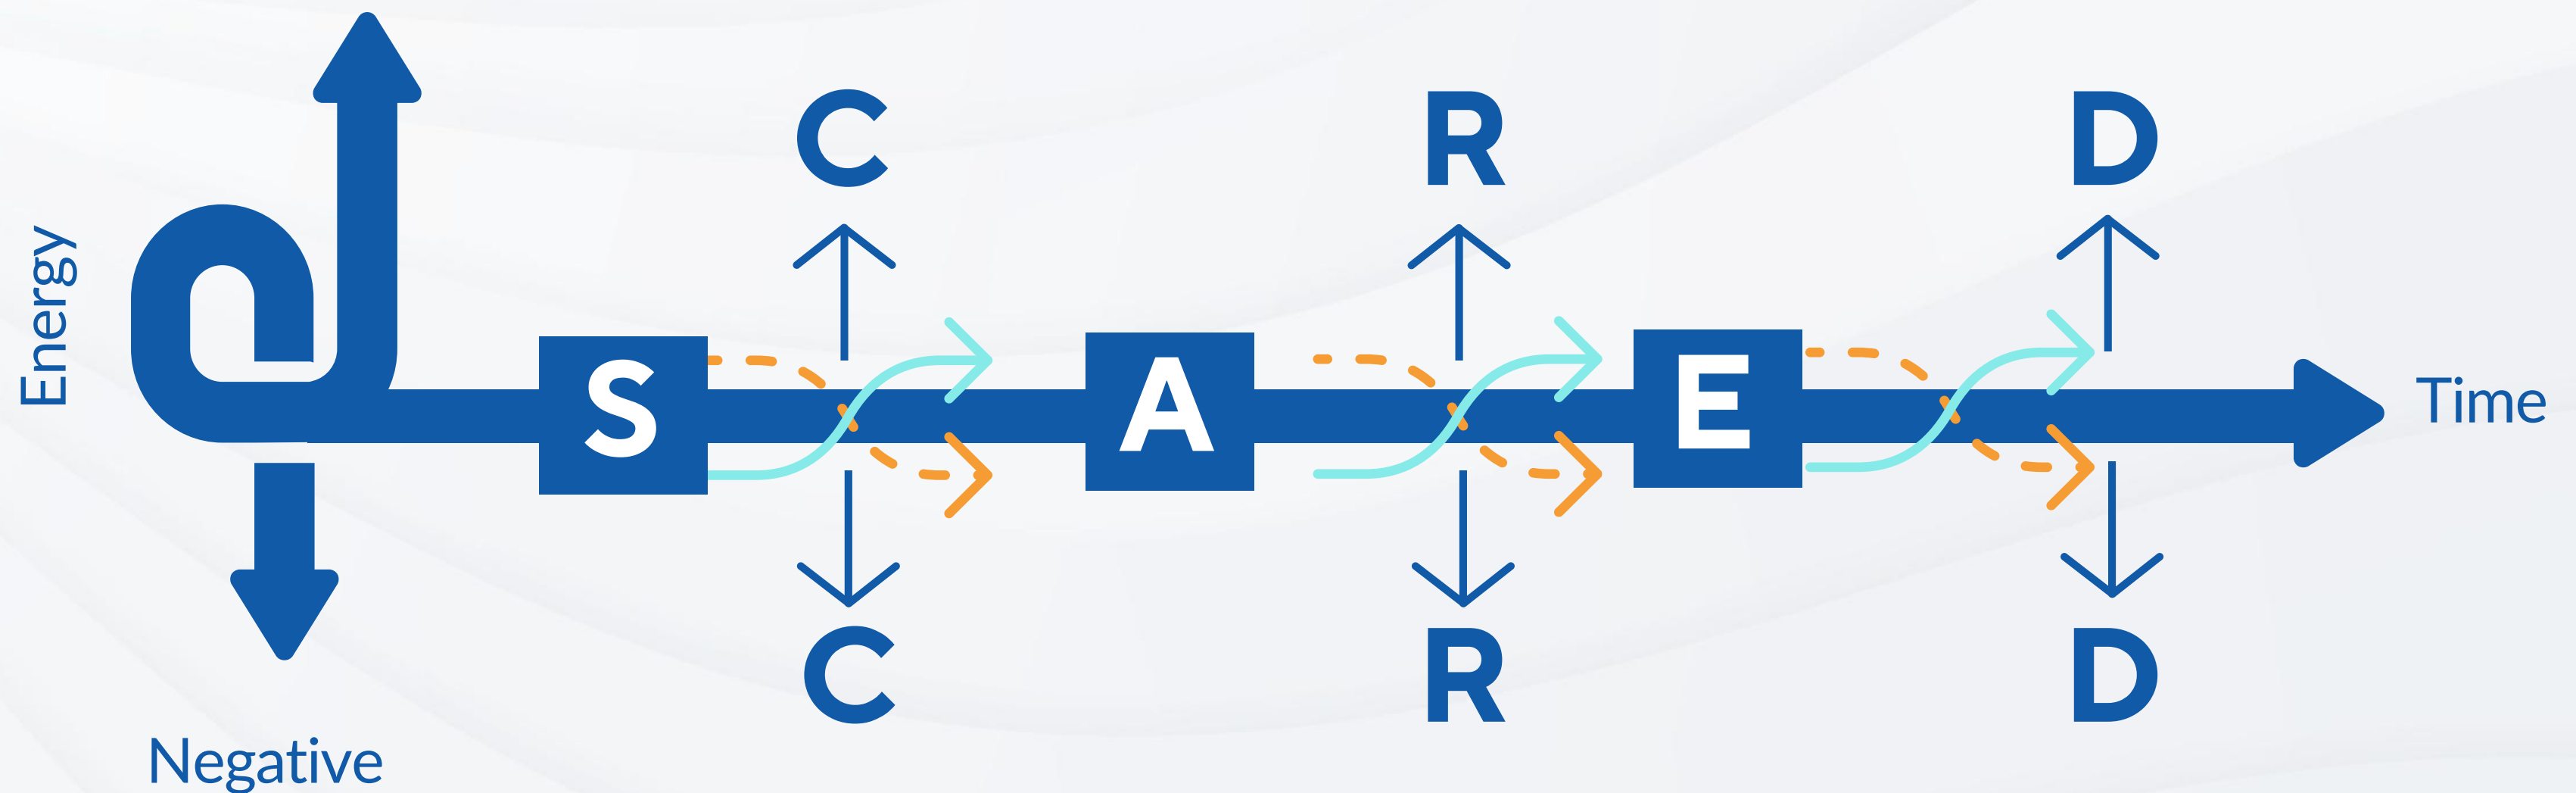 C R D
Energy
S A E
Time
C R D
Negative